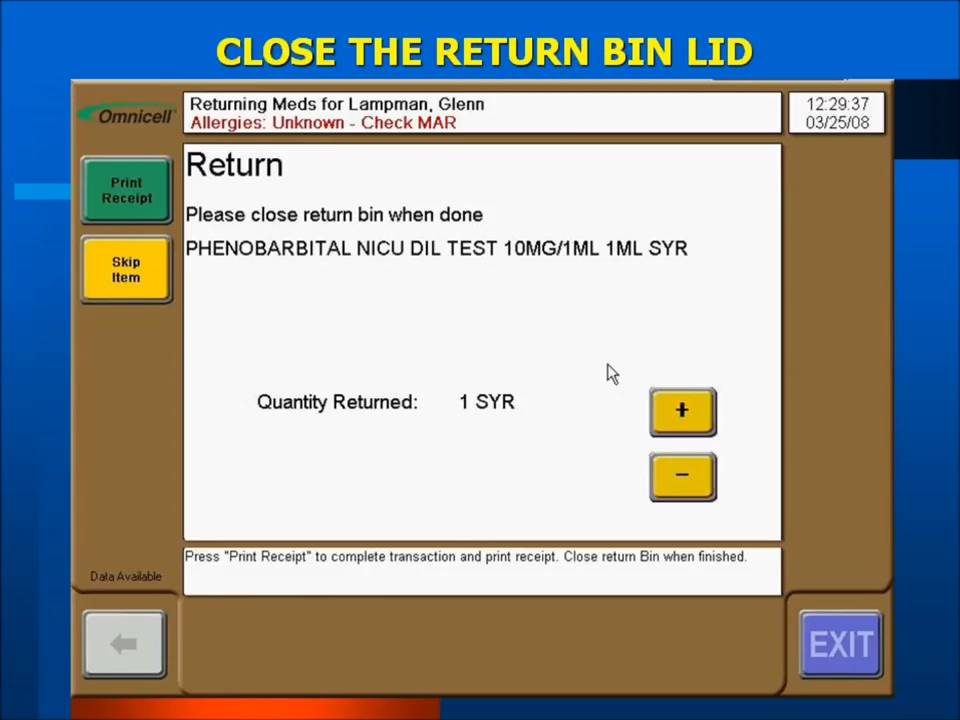 CLOSE THE RETURN BIN LID
Omnicell
Returning Meds for Lampman, Glenn
Allergies: Unknown - Check MAR
12:29:37
03/25/08
Print
Receipt
Skip
Item
Return
Please close return bin when done
PHENOBARBITAL NICU DIL TEST 10MG/1ML 1ML SYR
Quantity Returned: 1 SYR
+
−
Press "Print Receipt" to complete transaction and print receipt. Close return Bin when finished.
Data Available
EXIT